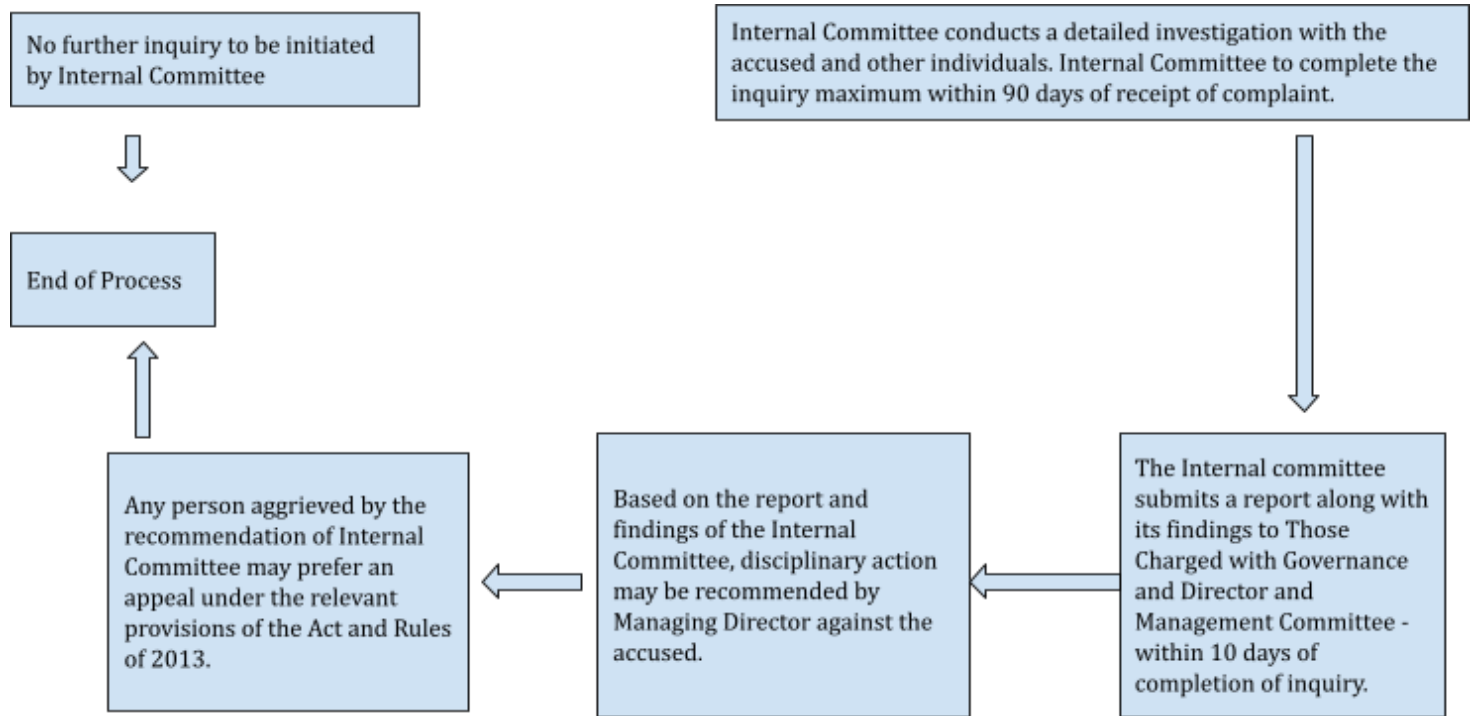 No further inquiry to be initiated
by Internal Committee
Internal Committee conducts a detailed investigation with the
accused and other individuals. Internal Committee to complete the
inquiry maximum within 90 days of receipt of complaint.
End of Process
Any person aggrieved by the
recommendation of Internal
Committee may prefer an
appeal under the relevant
provisions of the Act and Rules
of 2013.
Based on the report and
findings of the Internal
Committee, disciplinary action
may be recommended by
Managing Director against the
accused.
The Internal committee
submits a report along with
its findings to Those
Charged with Governance
and Director and
Management Committee -
within 10 days of
completion of inquiry.